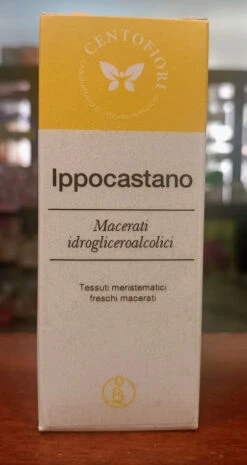 CENTOFIORI
Ippocastano
Macerati
idrogliceroalcolici
Tessuti meristematici
freschi macerati